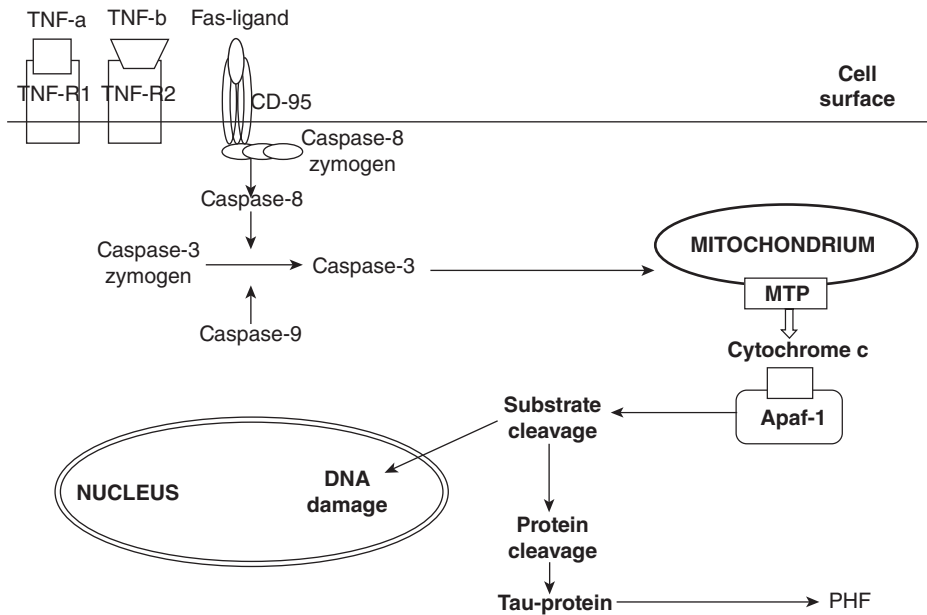 TNF-a
TNF-b
Fas-ligand
TNF-R1
TNF-R2
CD-95
Cell
surface
Caspase-8
zymogen
Caspase-8
Caspase-3
zymogen
Caspase-3
Caspase-9
MITOCHONDRIUM
MTP
Cytochrome c
Apaf-1
Substrate
cleavage
NUCLEUS
DNA
damage
Protein
cleavage
Tau-protein
PHF